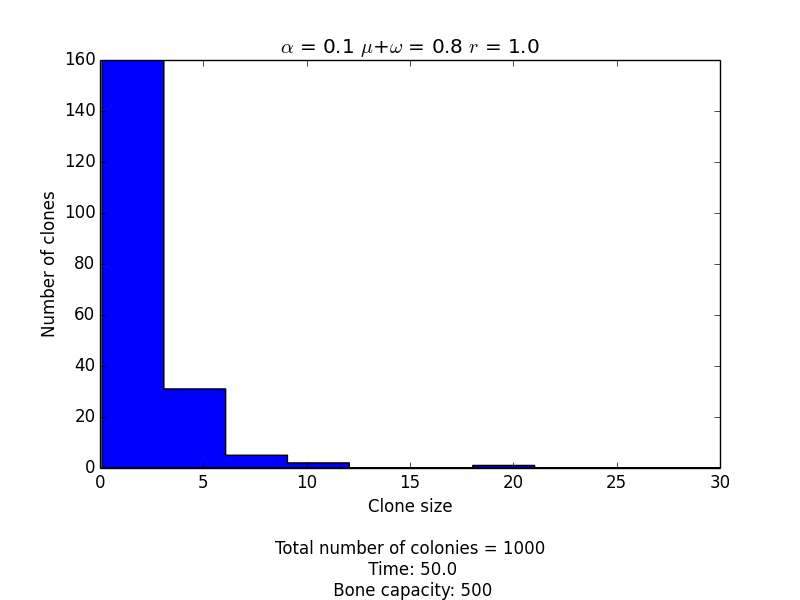 α = 0.1 μ+ω = 0.8 r = 1.0
160
140
120
100
80
60
40
20
0
Number of clones
0 5 10 15 20 25 30
Clone size
Total number of colonies = 1000
Time: 50.0
Bone capacity: 500